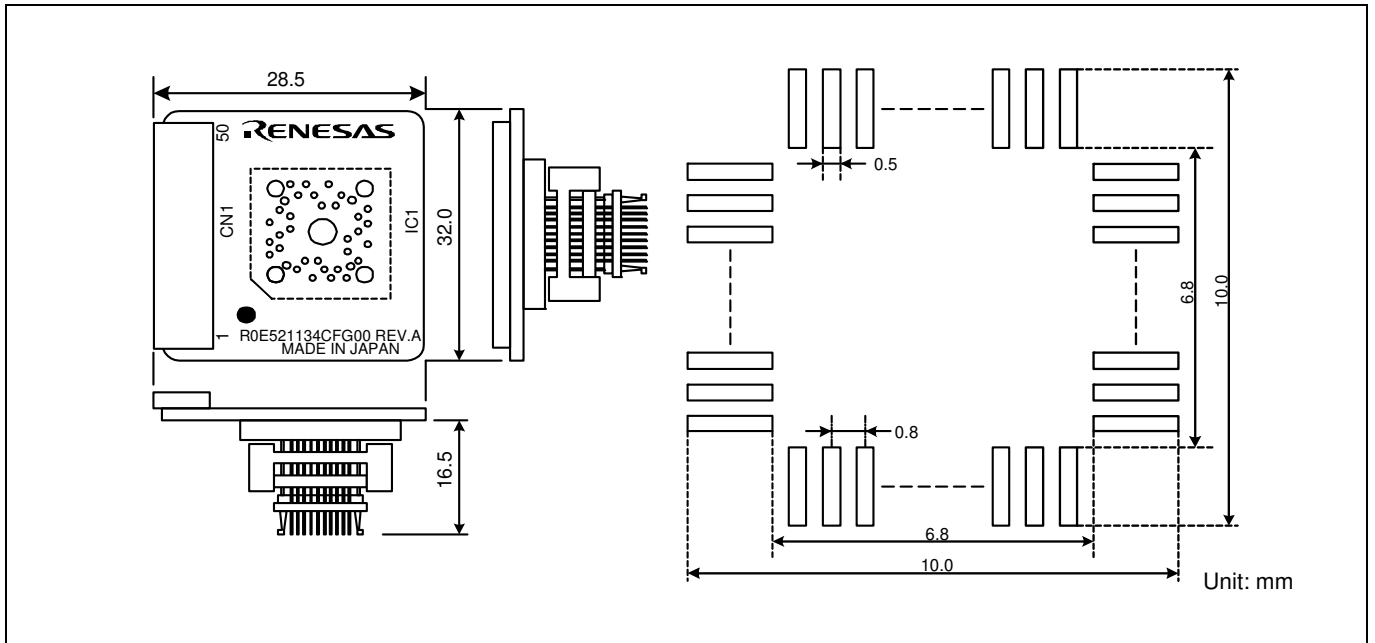 28.5
50
RENESAS
CN1
IC1
32.0
1
R0E521134CFG00 REV.A
MADE IN JAPAN
16.5
0.5
6.8
10.0
0.8
6.8
10.0
Unit: mm